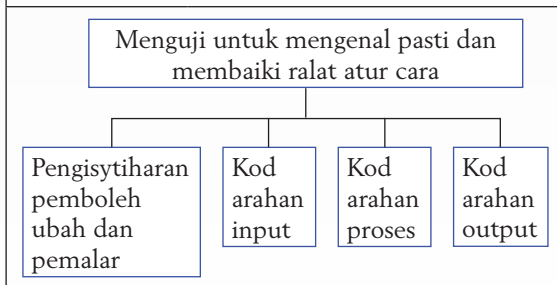 Menguji untuk mengenal pasti dan
membaiki ralat atur cara
Pengisytiharan
pemboleh
ubah dan
pemalar
Kod
arahan
input
Kod
arahan
proses
Kod
arahan
output